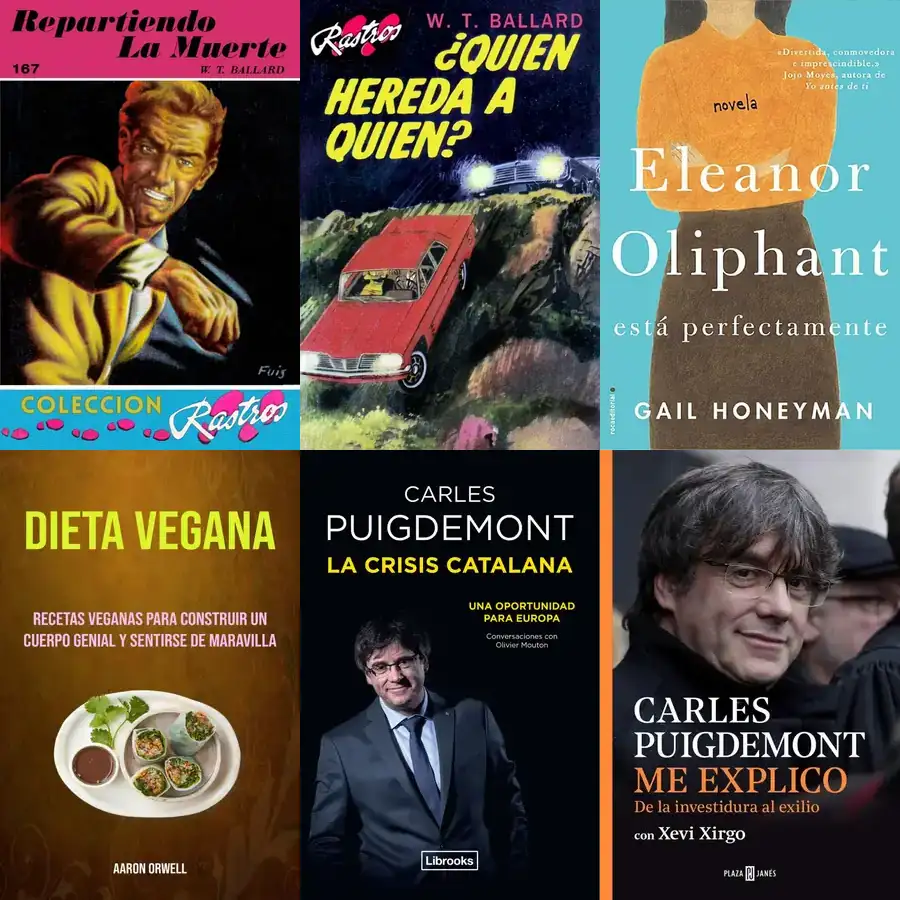 Repartiendo
La Muerte
167
W. T. BALLARD
Fuis
COLECCION
Rastros
Rastros
W. T. BALLARD
¿QUIEN
HEREDA A
QUIEN?
«Divertida, conmovedora
e imprescindible.»
Jojo Moyes, autora de
Yo antes de ti
novela
Eleanor
Oliphant
está perfectamente
GAIL HONEYMAN
rocaeditorial
DIETA VEGANA
RECETAS VEGANAS PARA CONSTRUIR UN
CUERPO GENIAL Y SENTIRSE DE MARAVILLA
AARON ORWELL
CARLES
PUIGDEMONT
LA CRISIS CATALANA
UNA OPORTUNIDAD
PARA EUROPA
Conversaciones con
Olivier Mouton
Librooks
CARLES
PUIGDEMONT
ME EXPLICO
De la investidura al exilio
con Xevi Xirgo
PLAZA JANÉS